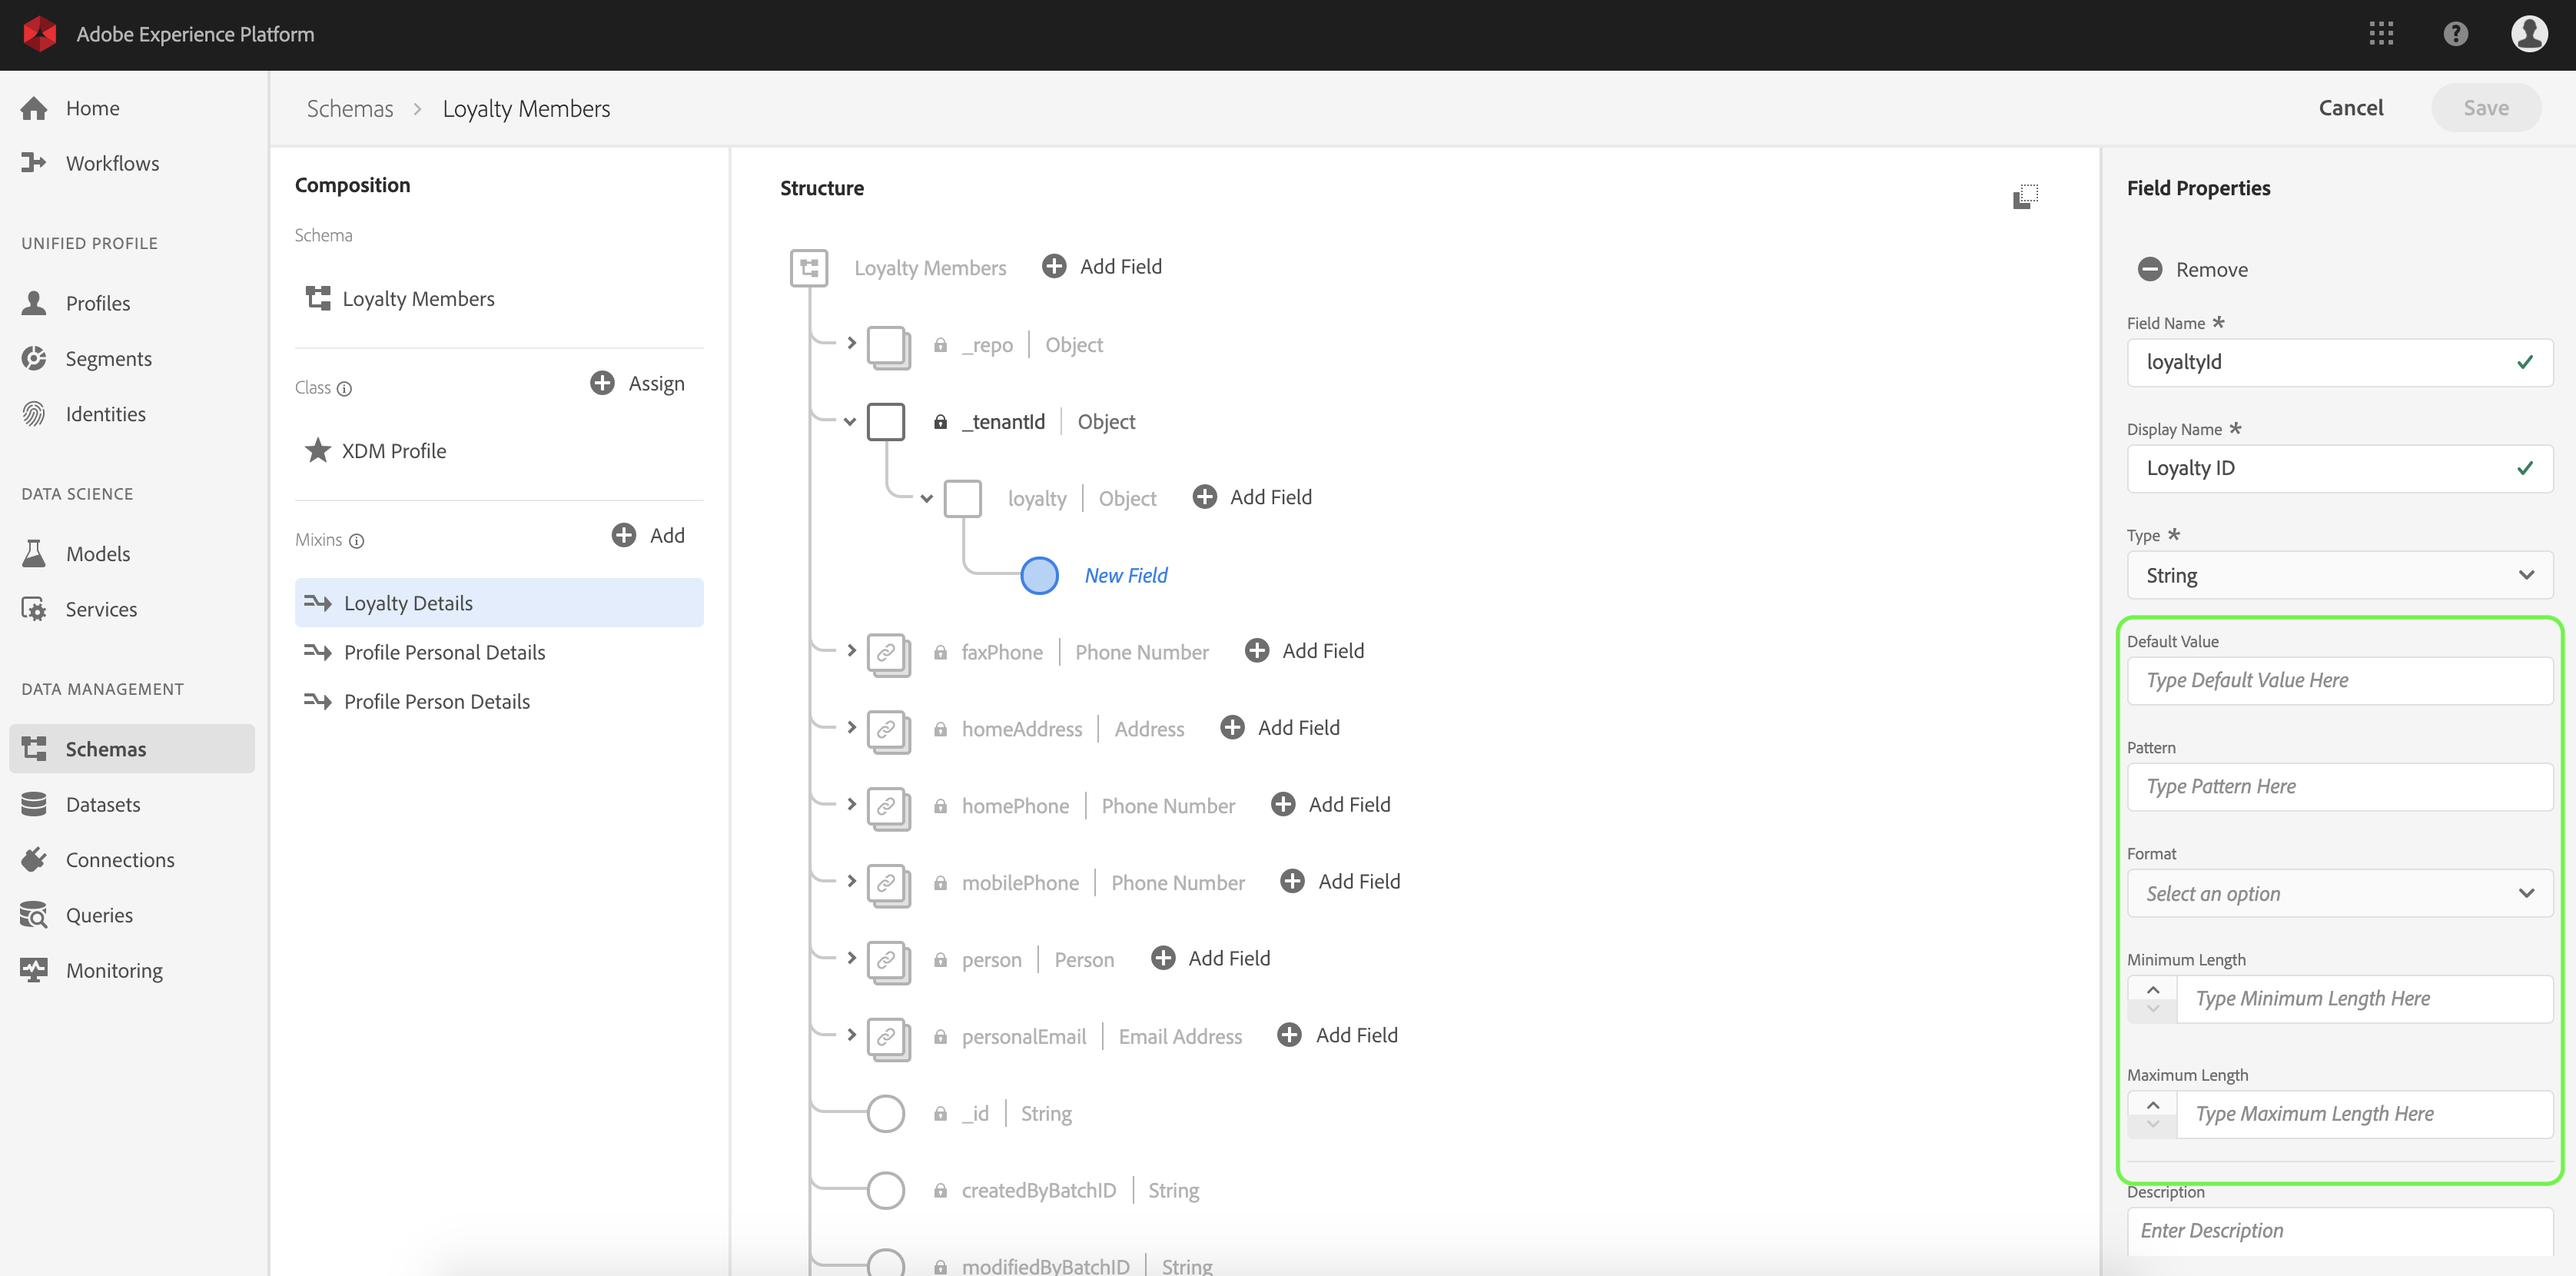 Adobe Experience Platform
?
Home
Workflows
UNIFIED PROFILE
Profiles
Segments
Identities
DATA SCIENCE
Models
Services
DATA MANAGEMENT
Schemas
Datasets
Connections
Queries
Monitoring
Schemas > Loyalty Members
Cancel
Save
Composition
Schema
Loyalty Members
Class
Assign
XDM Profile
Mixins
Add
Loyalty Details
Profile Personal Details
Profile Person Details
Structure
Loyalty Members Add Field
_repo | Object
_tenantId | Object
loyalty | Object Add Field
New Field
faxPhone | Phone Number Add Field
homeAddress | Address Add Field
homePhone | Phone Number Add Field
mobilePhone | Phone Number Add Field
person | Person Add Field
personalEmail | Email Address Add Field
_id | String
createdByBatchID | String
modifiedByBatchID | String
Field Properties
Remove
Field Name *
loyaltyId
Display Name *
Loyalty ID
Type *
String
Default Value
Type Default Value Here
Pattern
Type Pattern Here
Format
Select an option
Minimum Length
Type Minimum Length Here
Maximum Length
Type Maximum Length Here
Description
Enter Description